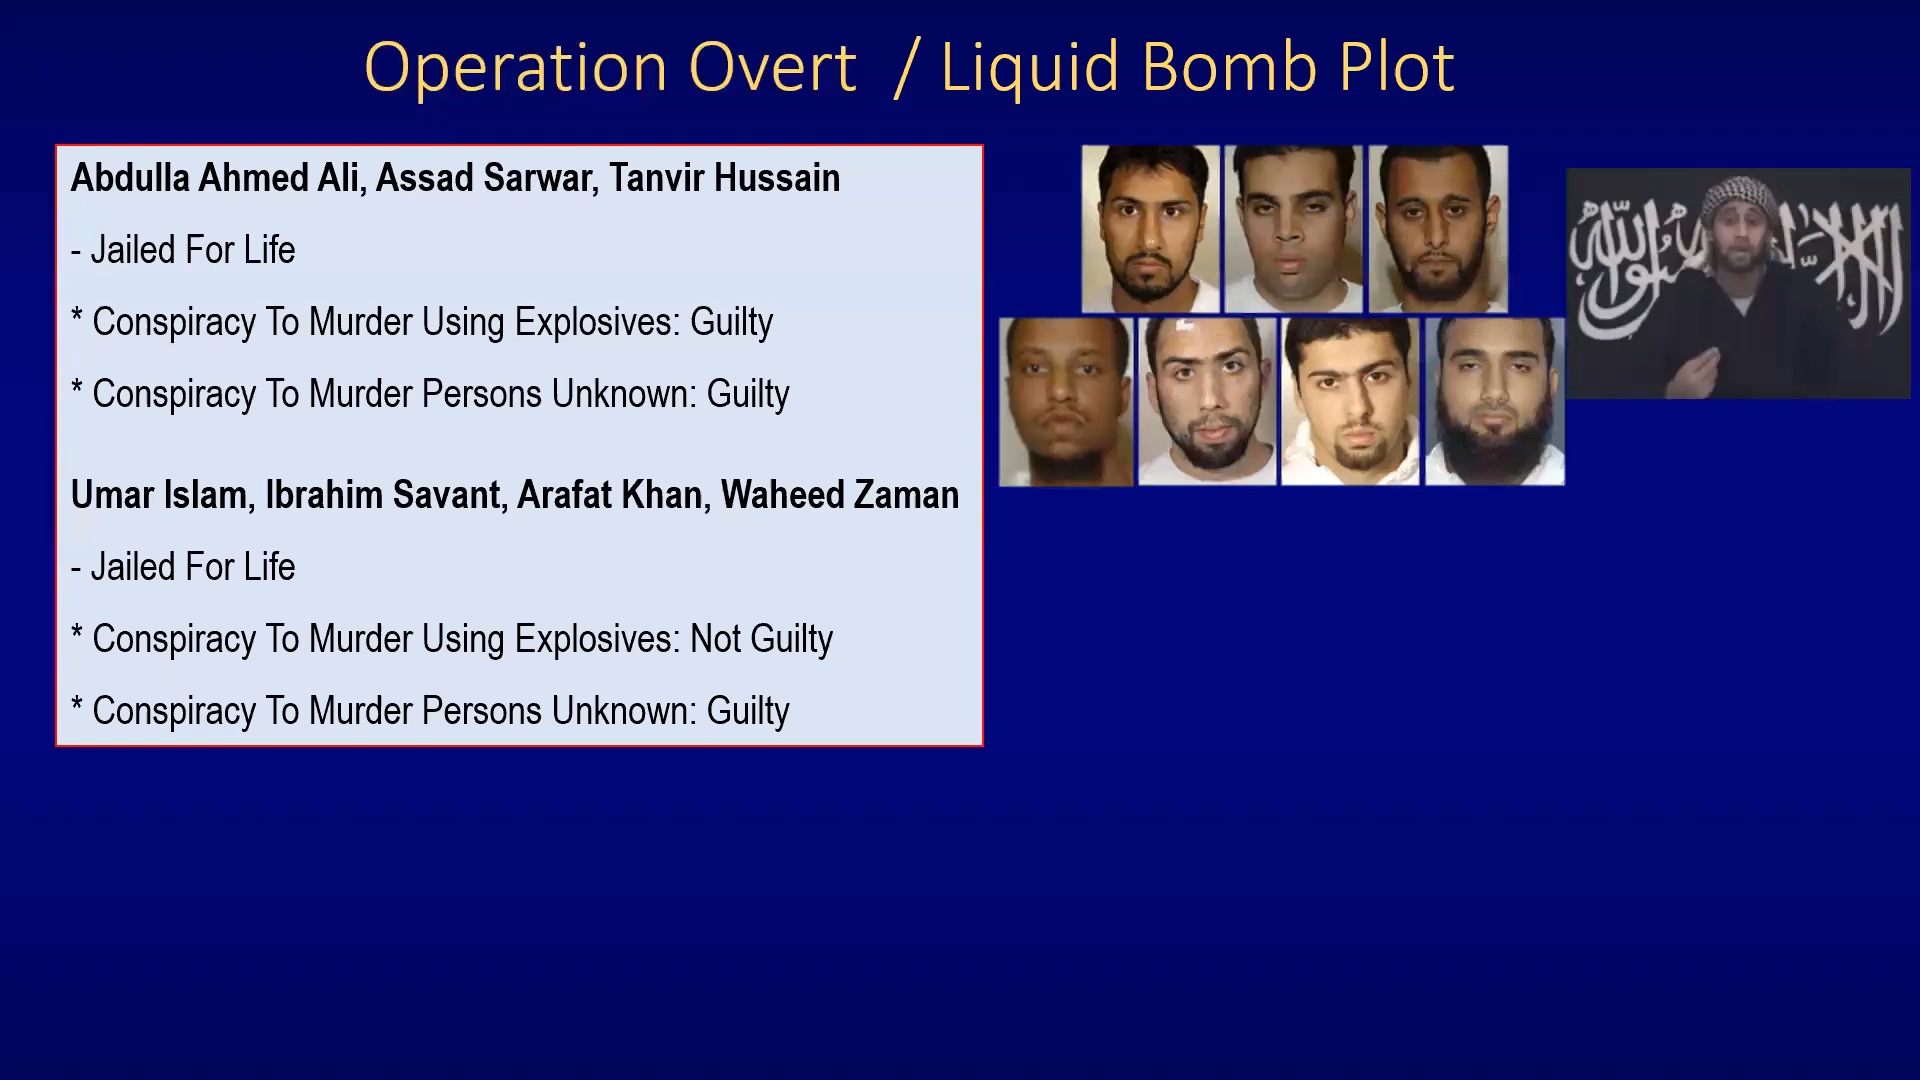 Operation Overt / Liquid Bomb Plot
Abdulla Ahmed Ali, Assad Sarwar, Tanvir Hussain
- Jailed For Life
* Conspiracy To Murder Using Explosives: Guilty
* Conspiracy To Murder Persons Unknown: Guilty
Umar Islam, Ibrahim Savant, Arafat Khan, Waheed Zaman
- Jailed For Life
* Conspiracy To Murder Using Explosives: Not Guilty
* Conspiracy To Murder Persons Unknown: Guilty